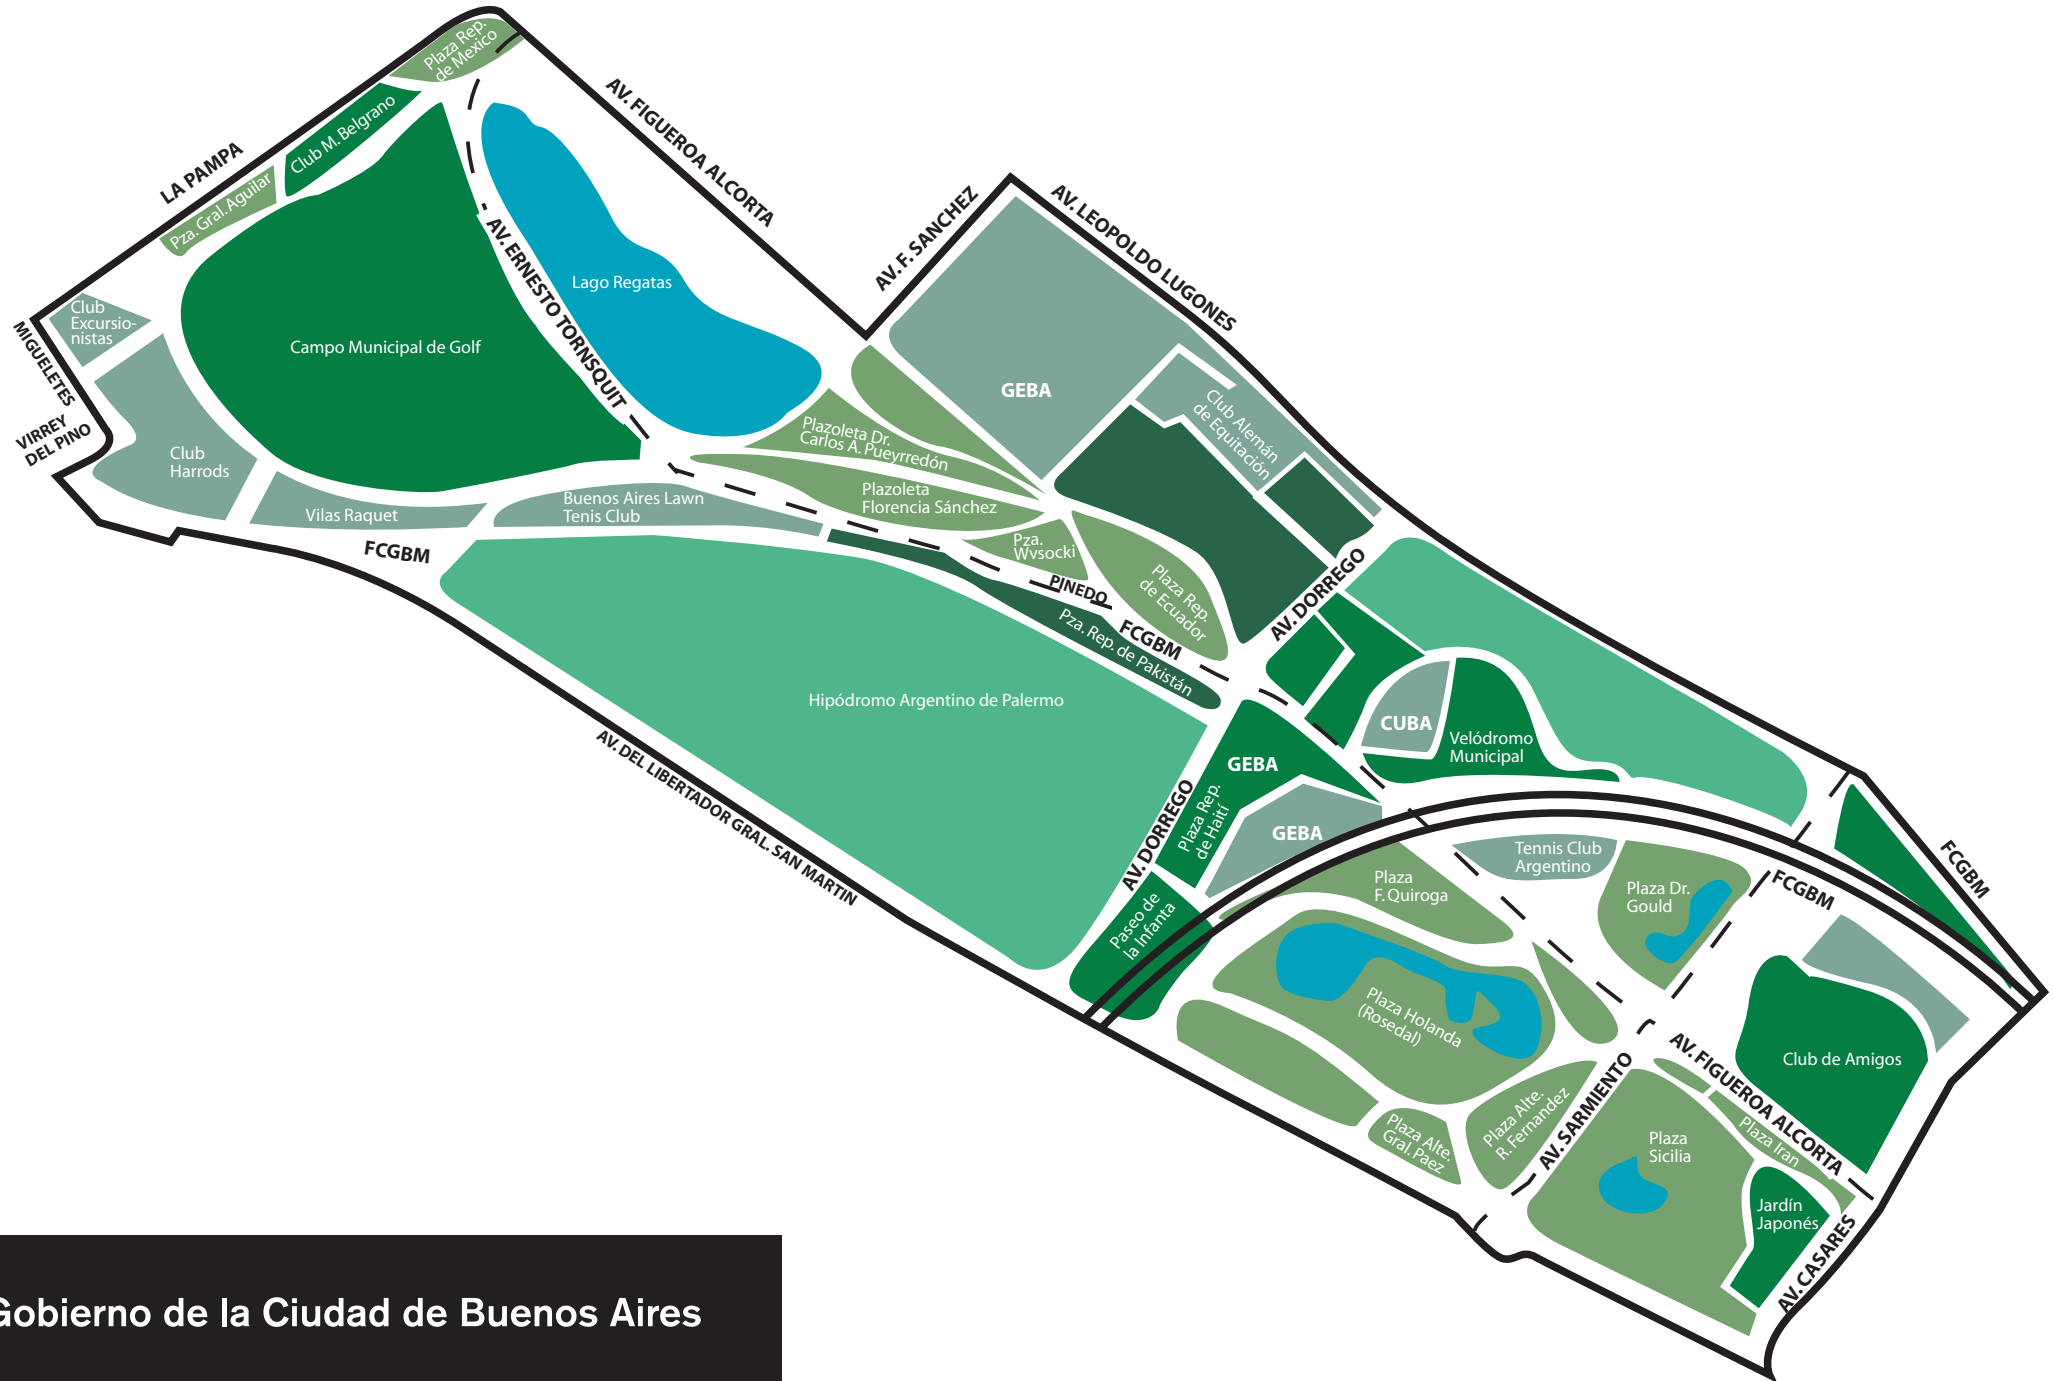 Plaza Rep.
de Mexico
Club M. Belgrano
LA PAMPA
Pza. Gral. Aguilar
AV. FIGUEROA ALCORTA
AV. F. SANCHEZ
AV. LEOPOLDO LUGONES
Club
Excursio-
nistas
MIGUELETES
VIRREY
DEL PINO
Club
Harrods
Campo Municipal de Golf
AV. ERNESTO TORNSQUIT
Lago Regatas
GEBA
Club Alemán
de Equitación
Plazoleta Dr.
Carlos A. Pueyrredón
Plazoleta
Florencia Sánchez
Vilas Raquet
Buenos Aires Lawn
Tenis Club
FCGBM
Pza.
Wvsocki
PINEDO
Plaza Rep.
de Ecuador
FCGBM
Pza. Rep. de Pakistán
AV. DORREGO
Hipódromo Argentino de Palermo
AV. DEL LIBERTADOR GRAL. SAN MARTIN
CUBA
Velódromo
Municipal
GEBA
Plaza Rep.
de Haití
AV. DORREGO
GEBA
Paseo de
la Infanta
Plaza
F. Quiroga
Tennis Club
Argentino
Plaza Dr.
Gould
FCGBM
FCGBM
Plaza Holanda
(Rosedal)
Club de Amigos
AV. FIGUEROA ALCORTA
AV. SARMIENTO
Plaza Alte.
R. Fernandez
Plaza Alte.
Gral. Paez
Plaza
Sicilia
Plaza Iran
Jardín
Japonés
AV. CASARES
Gobierno de la Ciudad de Buenos Aires